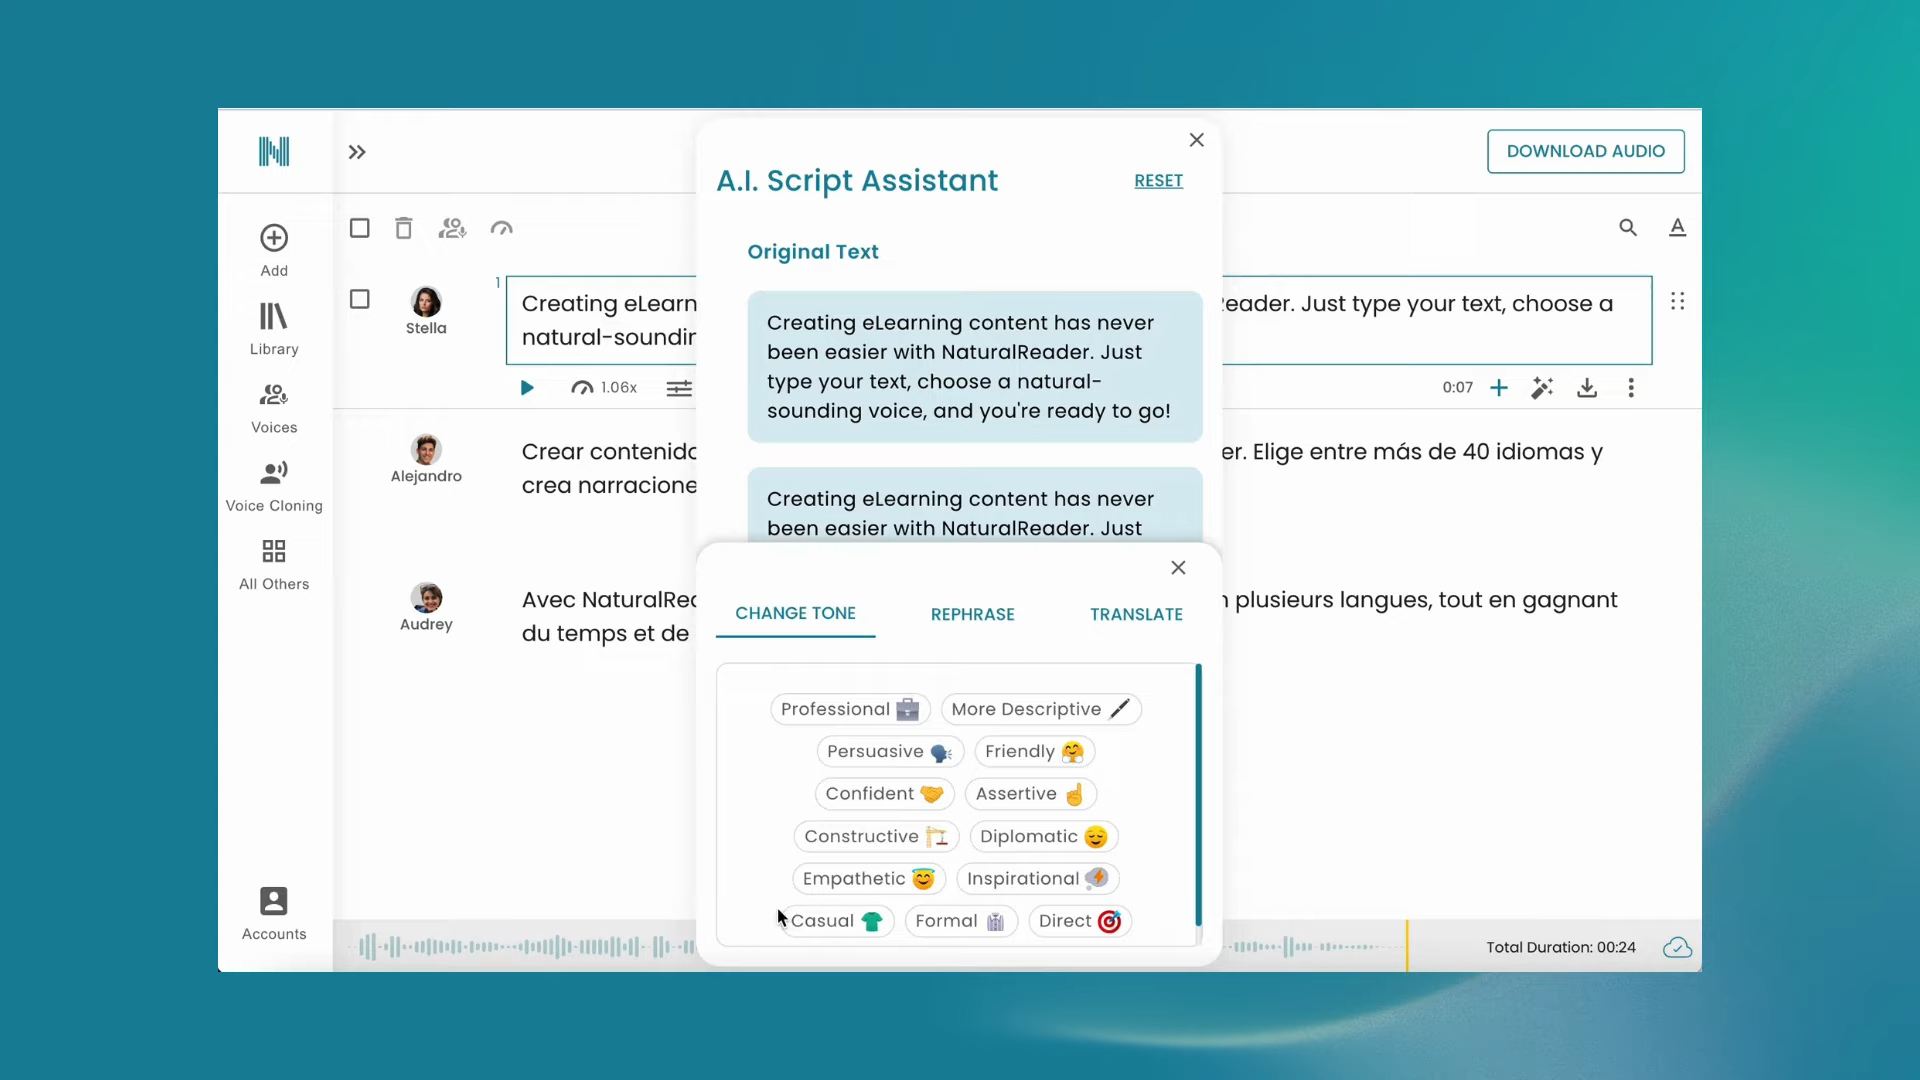 DOWNLOAD AUDIO
Add
Library
Voices
Voice Cloning
All Others
Accounts
Stella
1
Creating eLearn
natural-soundin
Reader. Just type your text, choose a
1.06x
0:07
Alejandro
Crear contenido
crea narracione
er. Elige entre más de 40 idiomas y
Audrey
Avec NaturalRea
du temps et de
plusieurs langues, tout en gagnant
A.I. Script Assistant
RESET
Original Text
Creating eLearning content has never
been easier with NaturalReader. Just
type your text, choose a natural-
sounding voice, and you're ready to go!
Creating eLearning content has never
been easier with NaturalReader. Just
CHANGE TONE
REPHRASE
TRANSLATE
Professional
More Descriptive
Persuasive
Friendly
Confident
Assertive
Constructive
Diplomatic
Empathetic
Inspirational
Casual
Formal
Direct
Total Duration: 00:24